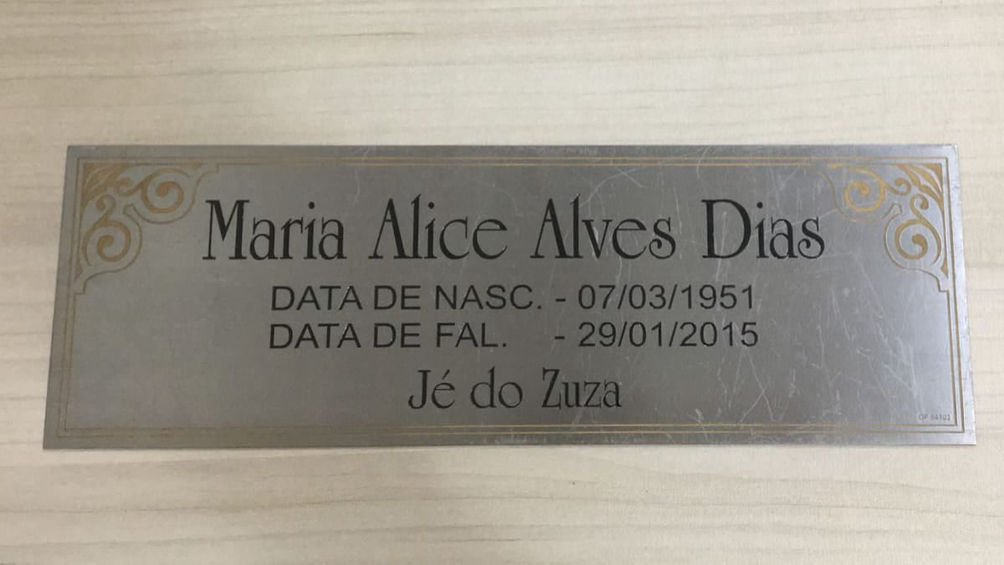 Maria Alice Alves Dias
DATA DE NASC. - 07/03/1951
DATA DE FAL. - 29/01/2015
Jé do Zuza